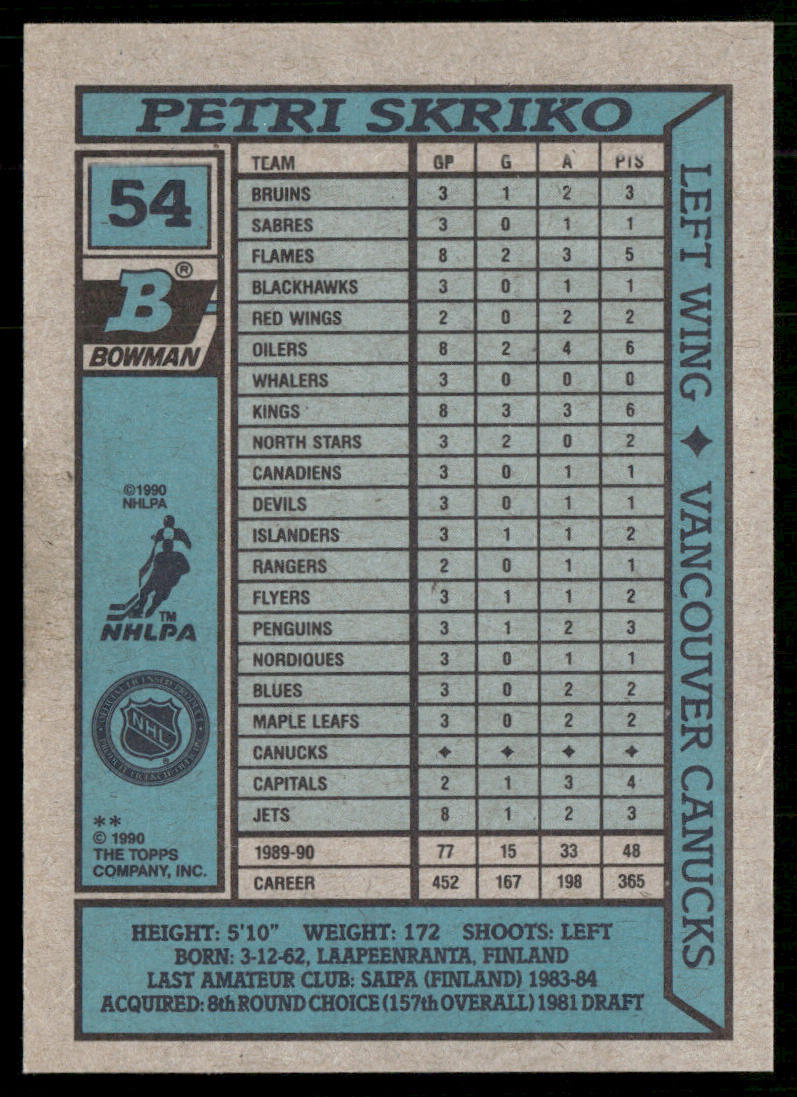 PETRI SKRIKO
54
B®
BOWMAN
©1990
NHLPA
TM
NHLPA
NHL
®
**
© 1990
THE TOPPS
COMPANY, INC.
TEAM GP G A PTS
BRUINS 3 1 2 3
SABRES 3 0 1 1
FLAMES 8 2 3 5
BLACKHAWKS 3 0 1 1
RED WINGS 2 0 2 2
OILERS 8 2 4 6
WHALERS 3 0 0 0
KINGS 8 3 3 6
NORTH STARS 3 2 0 2
CANADIENS 3 0 1 1
DEVILS 3 0 1 1
ISLANDERS 3 1 1 2
RANGERS 2 0 1 1
FLYERS 3 1 1 2
PENGUINS 3 1 2 3
NORDIQUES 3 0 1 1
BLUES 3 0 2 2
MAPLE LEAFS 3 0 2 2
CANUCKS ✦ ✦ ✦ ✦
CAPITALS 2 1 3 4
JETS 8 1 2 3
1989-90 77 15 33 48
CAREER 452 167 198 365
LEFT WING ✦ VANCOUVER CANUCKS
HEIGHT: 5'10" WEIGHT: 172 SHOOTS: LEFT
BORN: 3-12-62, LAAPEENRANTA, FINLAND
LAST AMATEUR CLUB: SAIPA (FINLAND) 1983-84
ACQUIRED: 8th ROUND CHOICE (157th OVERALL) 1981 DRAFT